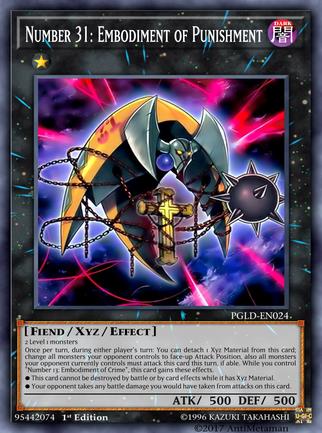 Number 31: Embodiment of Punishment
DARK
闇
PGLD-EN024
[Fiend / Xyz / Effect]
2 Level 1 monsters
Once per turn, during either player's turn: You can detach 1 Xyz Material from this card;
change all monsters your opponent controls to face-up Attack Position, also all monsters
your opponent currently controls must attack this card this turn, if able. While you control
"Number 13: Embodiment of Crime", this card gains these effects.
● This card cannot be destroyed by battle or by card effects while it has Xyz Material.
● Your opponent takes any battle damage you would have taken from attacks on this card.
ATK/ 500 DEF/ 500
95442074 1st Edition ©1996 KAZUKI TAKAHASHI
©2017 AntiMetaman